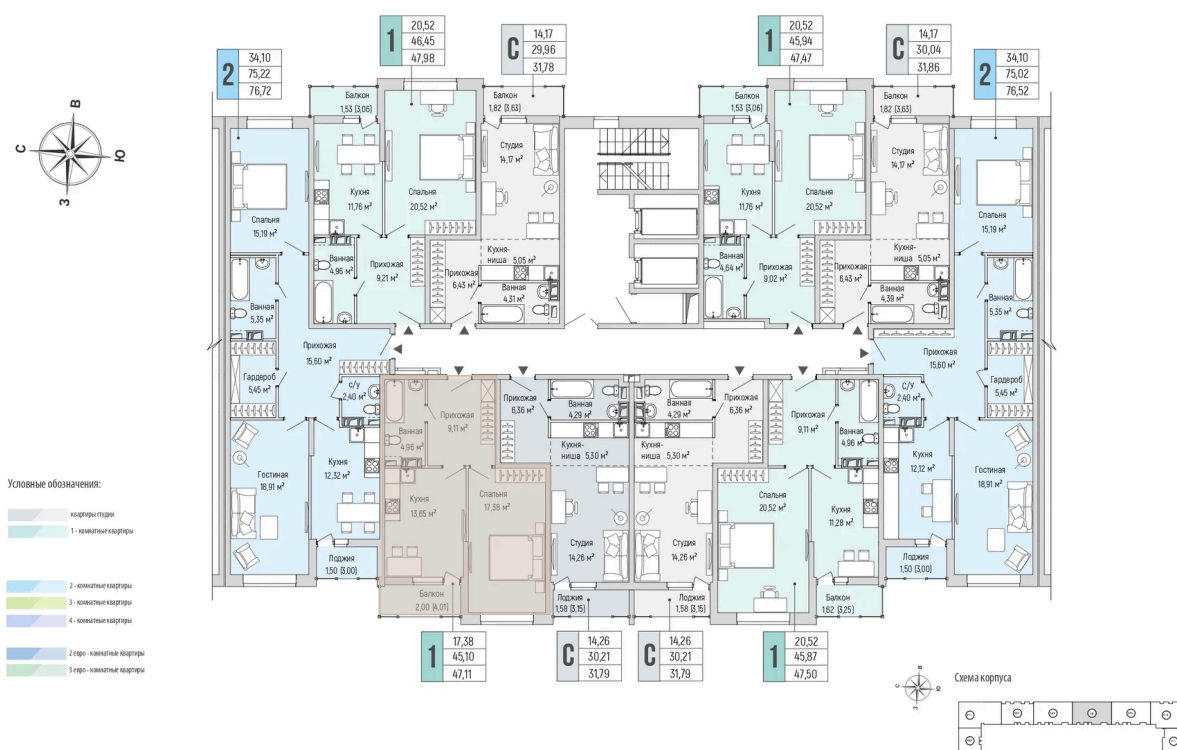 2
34,10
75,22
76,72
1
20,52
46,45
47,98
С
14,17
29,96
31,78
1
20,52
45,94
47,47
С
14,17
30,04
31,86
2
34,10
75,02
76,52
В
С
Ю
З
Балкон
1,53 (3,06)
Балкон
1,82 (3,63)
Балкон
1,53 (3,06)
Балкон
1,82 (3,63)
Спальня
15,19 м²
Кухня
11,76 м²
Спальня
20,52 м²
Студия
14,17 м²
Кухня
11,76 м²
Спальня
20,52 м²
Студия
14,17 м²
Спальня
15,19 м²
Ванная
4,96 м²
Прихожая
9,21 м²
Прихожая
6,43 м²
Кухня-
ниша 5,05 м²
Ванная
4,31 м²
Ванная
4,64 м²
Прихожая
9,02 м²
Прихожая
6,43 м²
Кухня-
ниша 5,05 м²
Ванная
4,39 м²
Ванная
5,35 м²
Ванная
5,35 м²
Прихожая
15,60 м²
Прихожая
15,60 м²
Гардероб
5,45 м²
С/У
2,40 м²
Ванная
4,96 м²
Прихожая
9,11 м²
Прихожая
6,36 м²
Ванная
4,29 м²
Ванная
4,29 м²
Прихожая
6,36 м²
Прихожая
9,11 м²
Ванная
4,96 м²
С/У
2,40 м²
Гардероб
5,45 м²
Кухня-
ниша 5,30 м²
Кухня-
ниша 5,30 м²
Гостиная
18,91 м²
Кухня
12,32 м²
Кухня
13,65 м²
Спальня
17,38 м²
Студия
14,26 м²
Студия
14,26 м²
Спальня
20,52 м²
Кухня
11,28 м²
Кухня
12,12 м²
Гостиная
18,91 м²
Лоджия
1,50 (3,00)
Балкон
2,00 (4,01)
Лоджия
1,58 (3,15)
Лоджия
1,58 (3,15)
Балкон
1,62 (3,25)
Лоджия
1,50 (3,00)
1
17,38
45,10
47,11
С
14,26
30,21
31,79
С
14,26
30,21
31,79
1
20,52
45,87
47,50
Условные обозначения:
квартиры студии
1 - комнатные квартиры
2 - комнатные квартиры
3 - комнатные квартиры
4 - комнатные квартиры
2 евро - комнатные квартиры
3 евро - комнатные квартиры
В
С
Ю
З
Схема корпуса